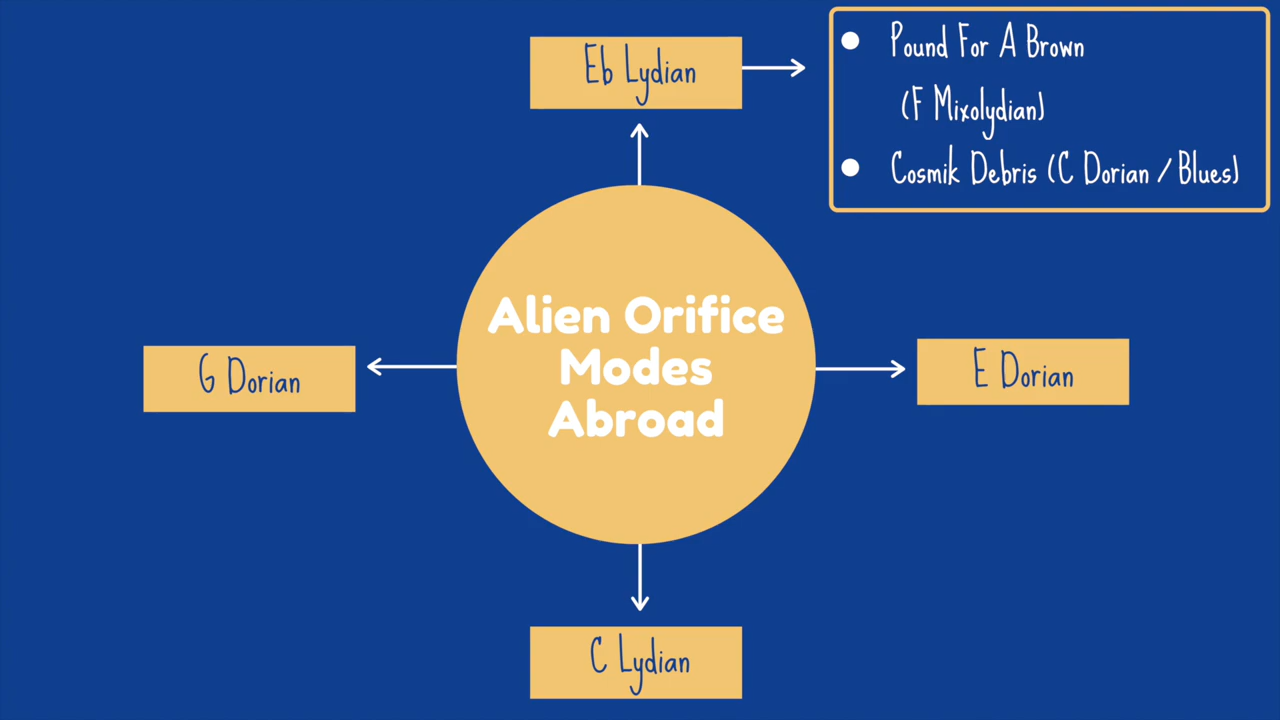 Eb Lydian
Pound For A Brown
(F Mixolydian)
Cosmik Debris (C Dorian / Blues)
Alien Orifice
Modes
Abroad
G Dorian
E Dorian
C Lydian